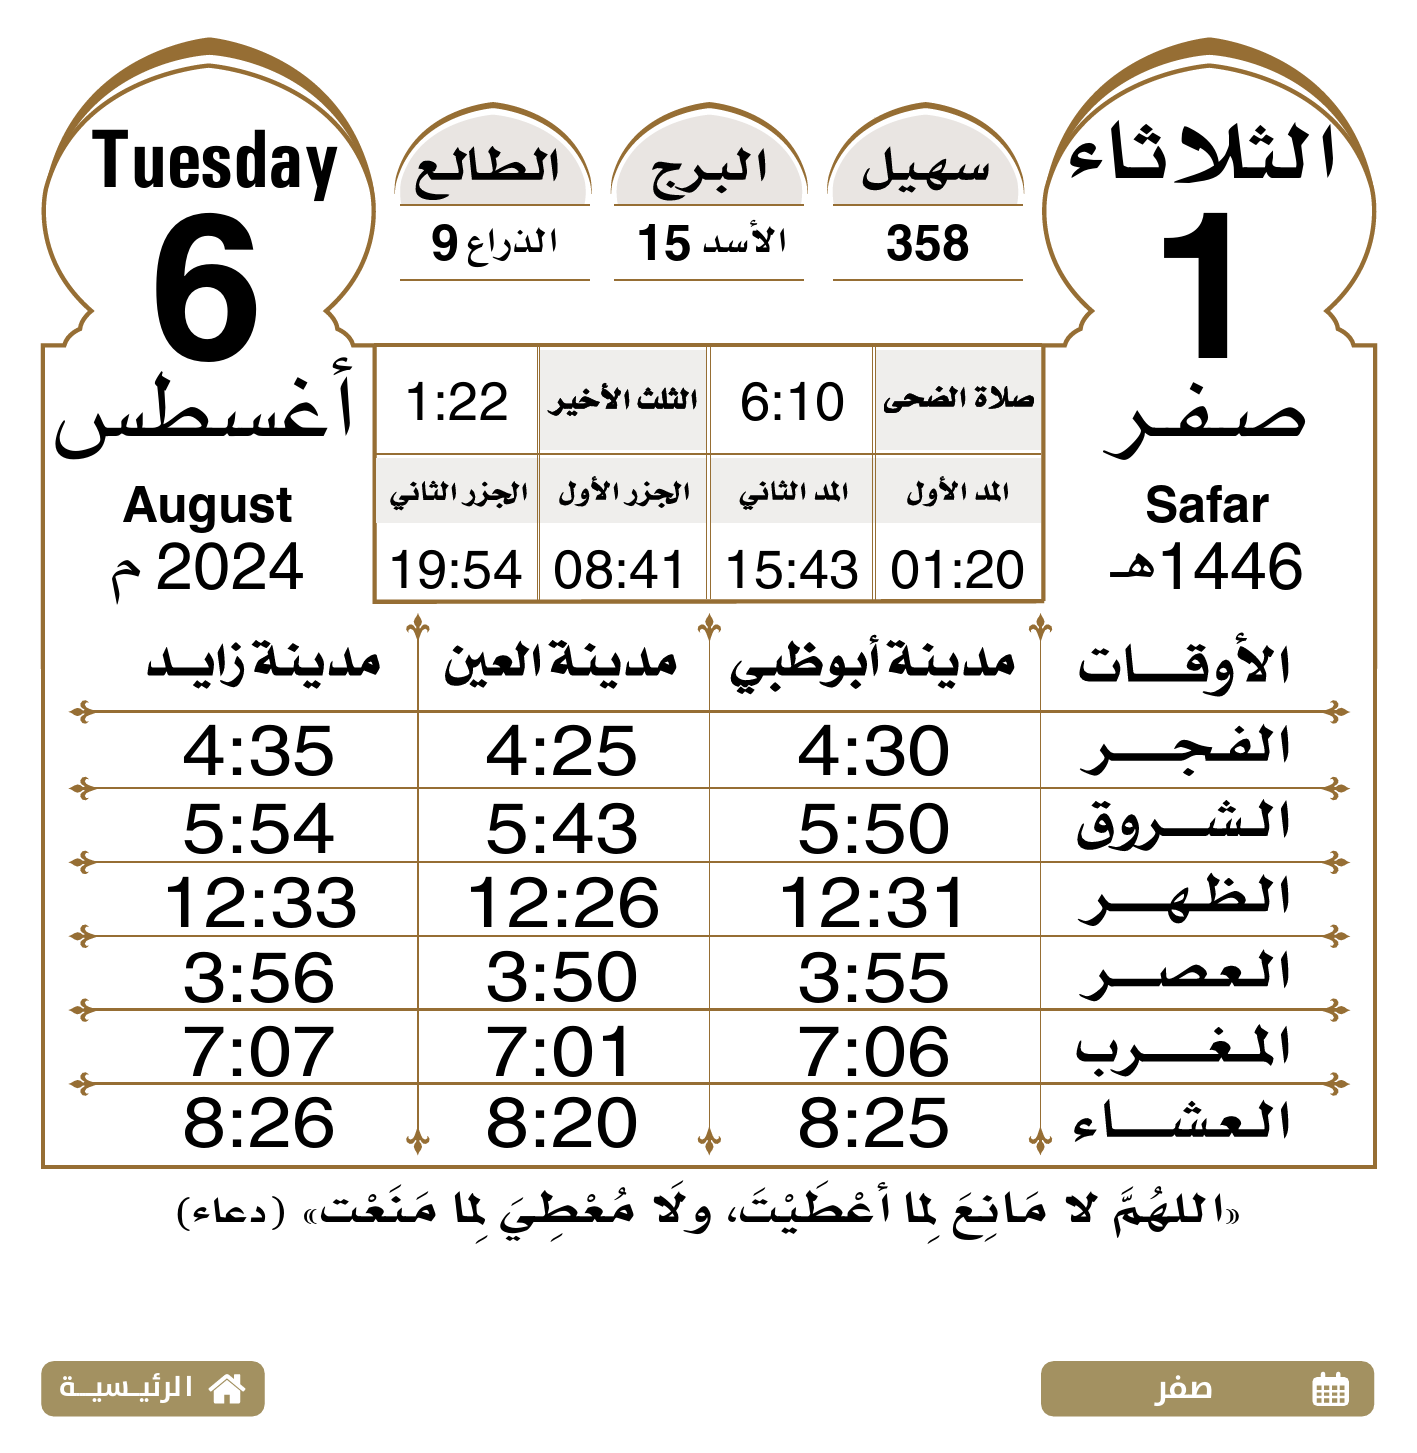 الثلاثاء
1
صفر
Safar
1446هـ
سهيل
358
البرج
الأسد 15
الطالع
الذراع 9
Tuesday
6
أغسطس
August
2024 م
صلاة الضحى 6:10 الثلث الأخير 1:22
المد الأول المد الثاني الجزر الأول الجزر الثاني
01:20 15:43 08:41 19:54
الأوقات مدينة أبوظبي مدينة العين مدينة زايد
الفجر 4:30 4:25 4:35
الشروق 5:50 5:43 5:54
الظهر 12:31 12:26 12:33
العصر 3:55 3:50 3:56
المغرب 7:06 7:01 7:07
العشاء 8:25 8:20 8:26
«اللهُمَّ لا مَانِعَ لِما أعْطَيْتَ، ولَا مُعْطِيَ لِما مَنَعْت» (دعاء)
صفر
الرئيسية